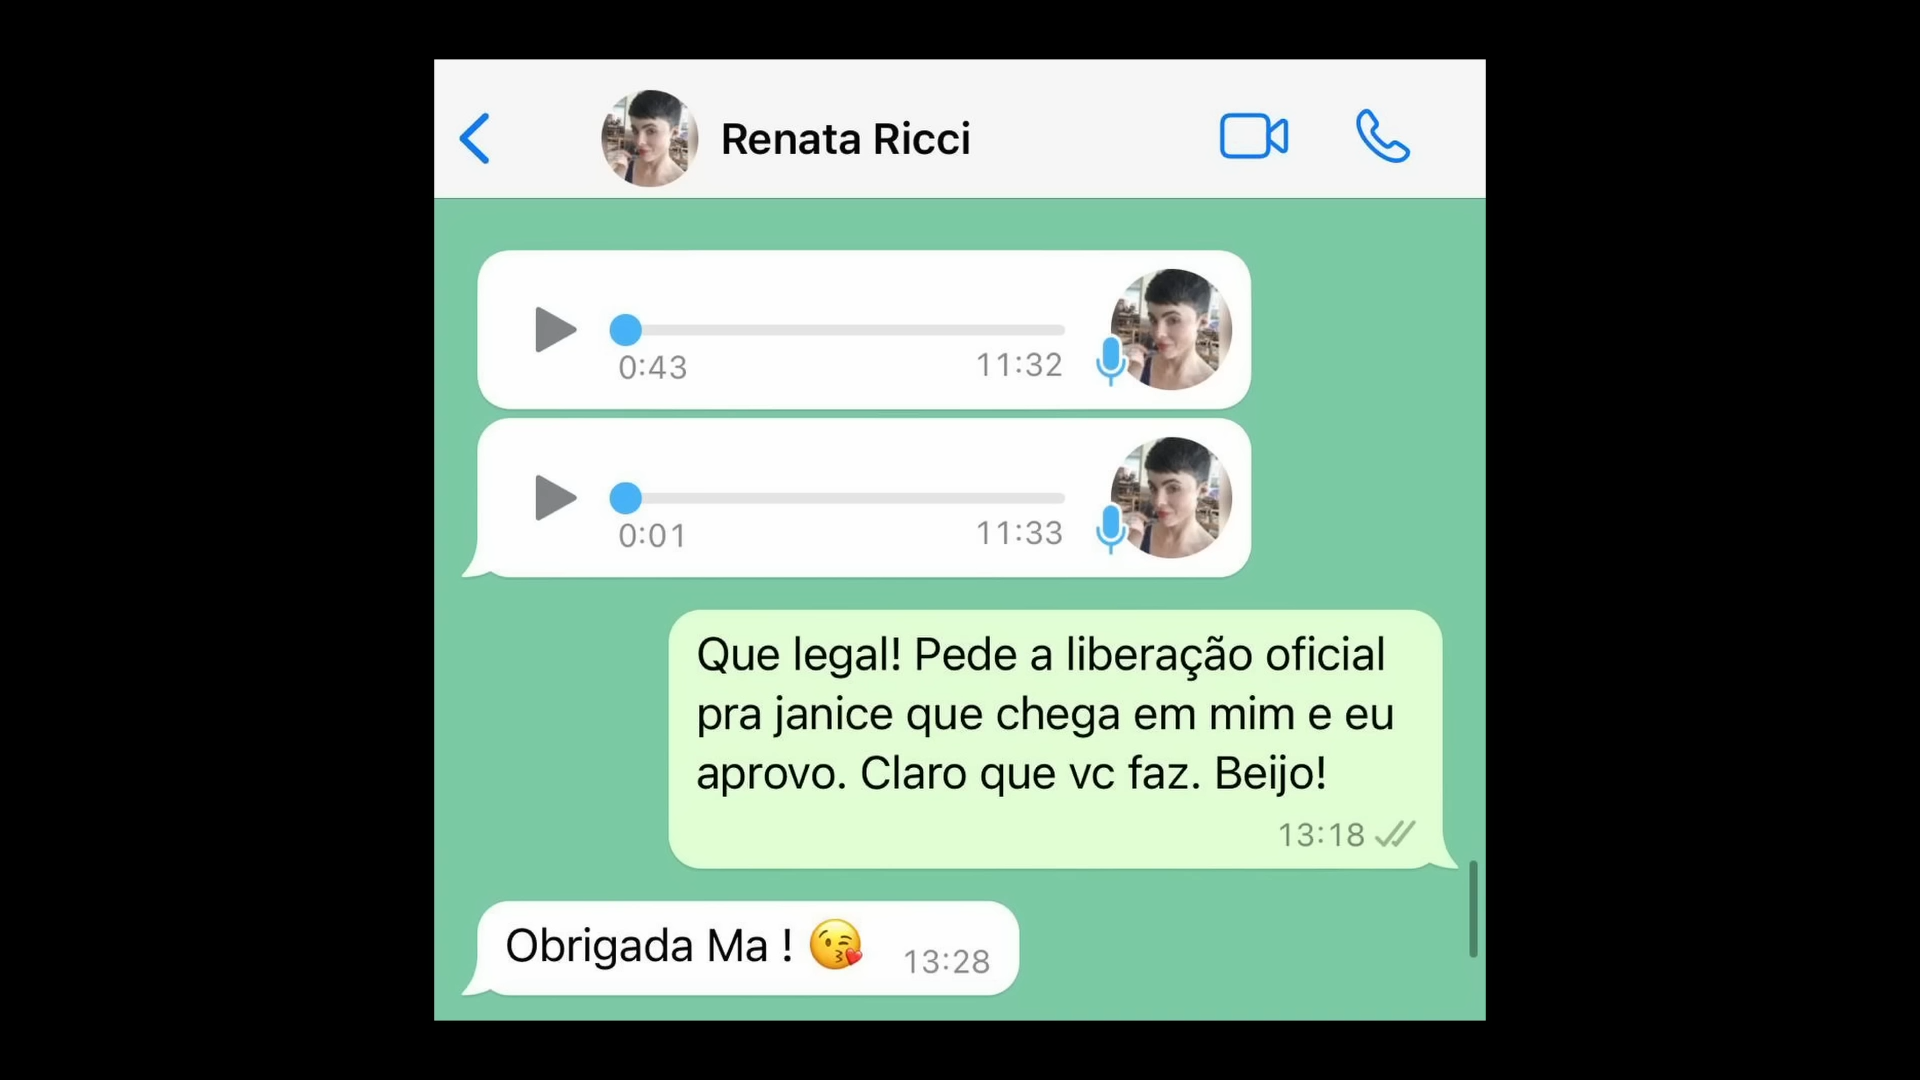 Renata Ricci
0:43 11:32
0:01 11:33
Que legal! Pede a liberação oficial
pra janice que chega em mim e eu
aprovo. Claro que vc faz. Beijo!
13:18
Obrigada Ma ! 😘 13:28